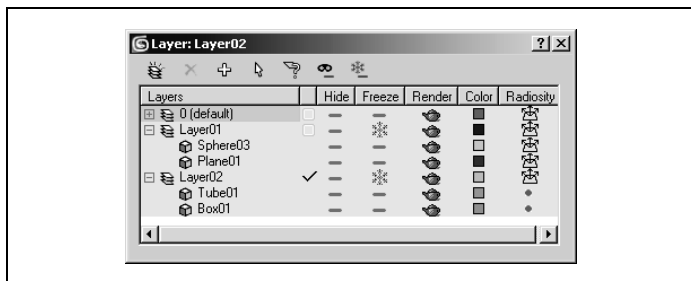 Layer: Layer02
Layers Hide Freeze Render Color Radiosity
0 (default)
Layer01
Sphere03
Plane01
Layer02
Tube01
Box01